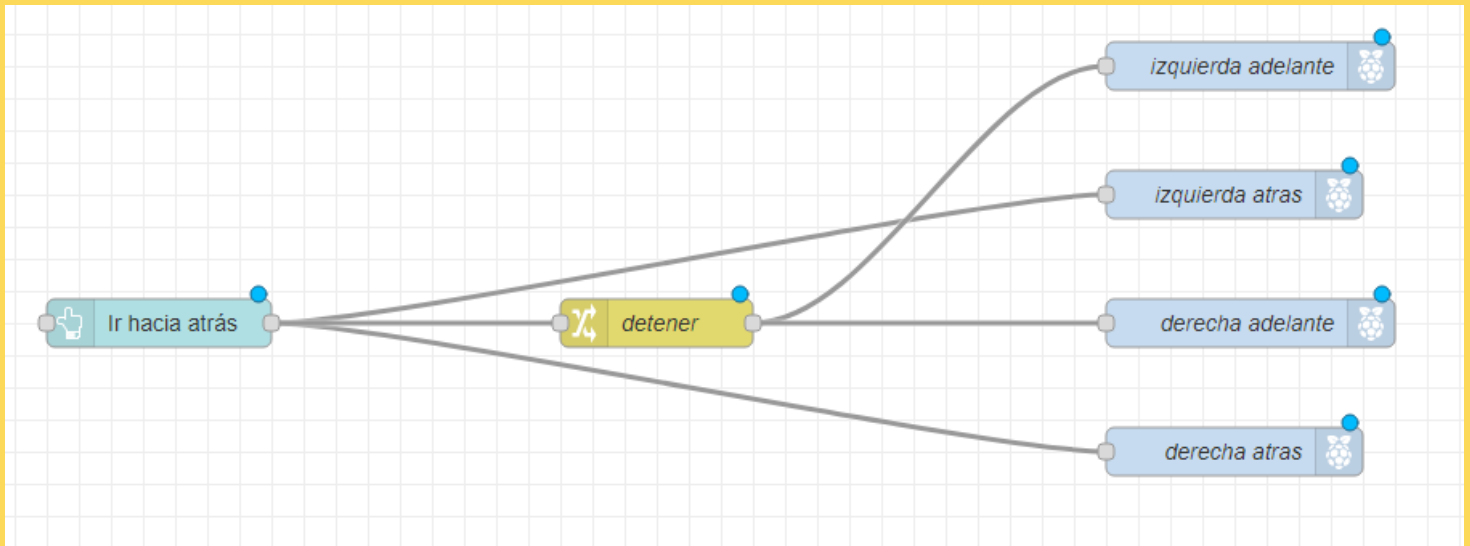 izquierda adelante
izquierda atras
Ir hacia atrás
detener
derecha adelante
derecha atras